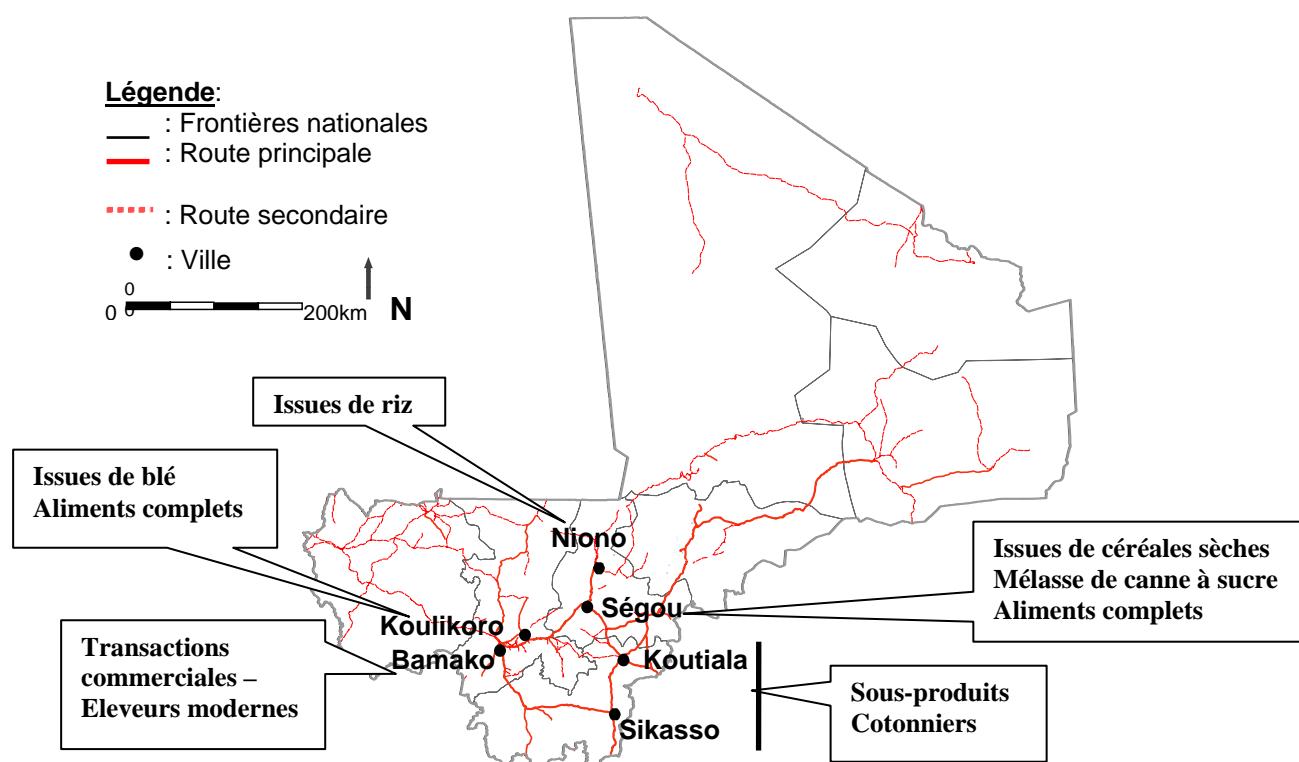 Légende:
: Frontières nationales
: Route principale
: Route secondaire
: Ville
0
0 0 200km N
Issues de riz
Issues de blé
Aliments complets
Niono
Issues de céréales sèches
Mélasse de canne à sucre
Aliments complets
Ségou
Koulikoro
Bamako
Koutiala
Transactions
commerciales –
Eleveurs modernes
Sous-produits
Cotonniers
Sikasso